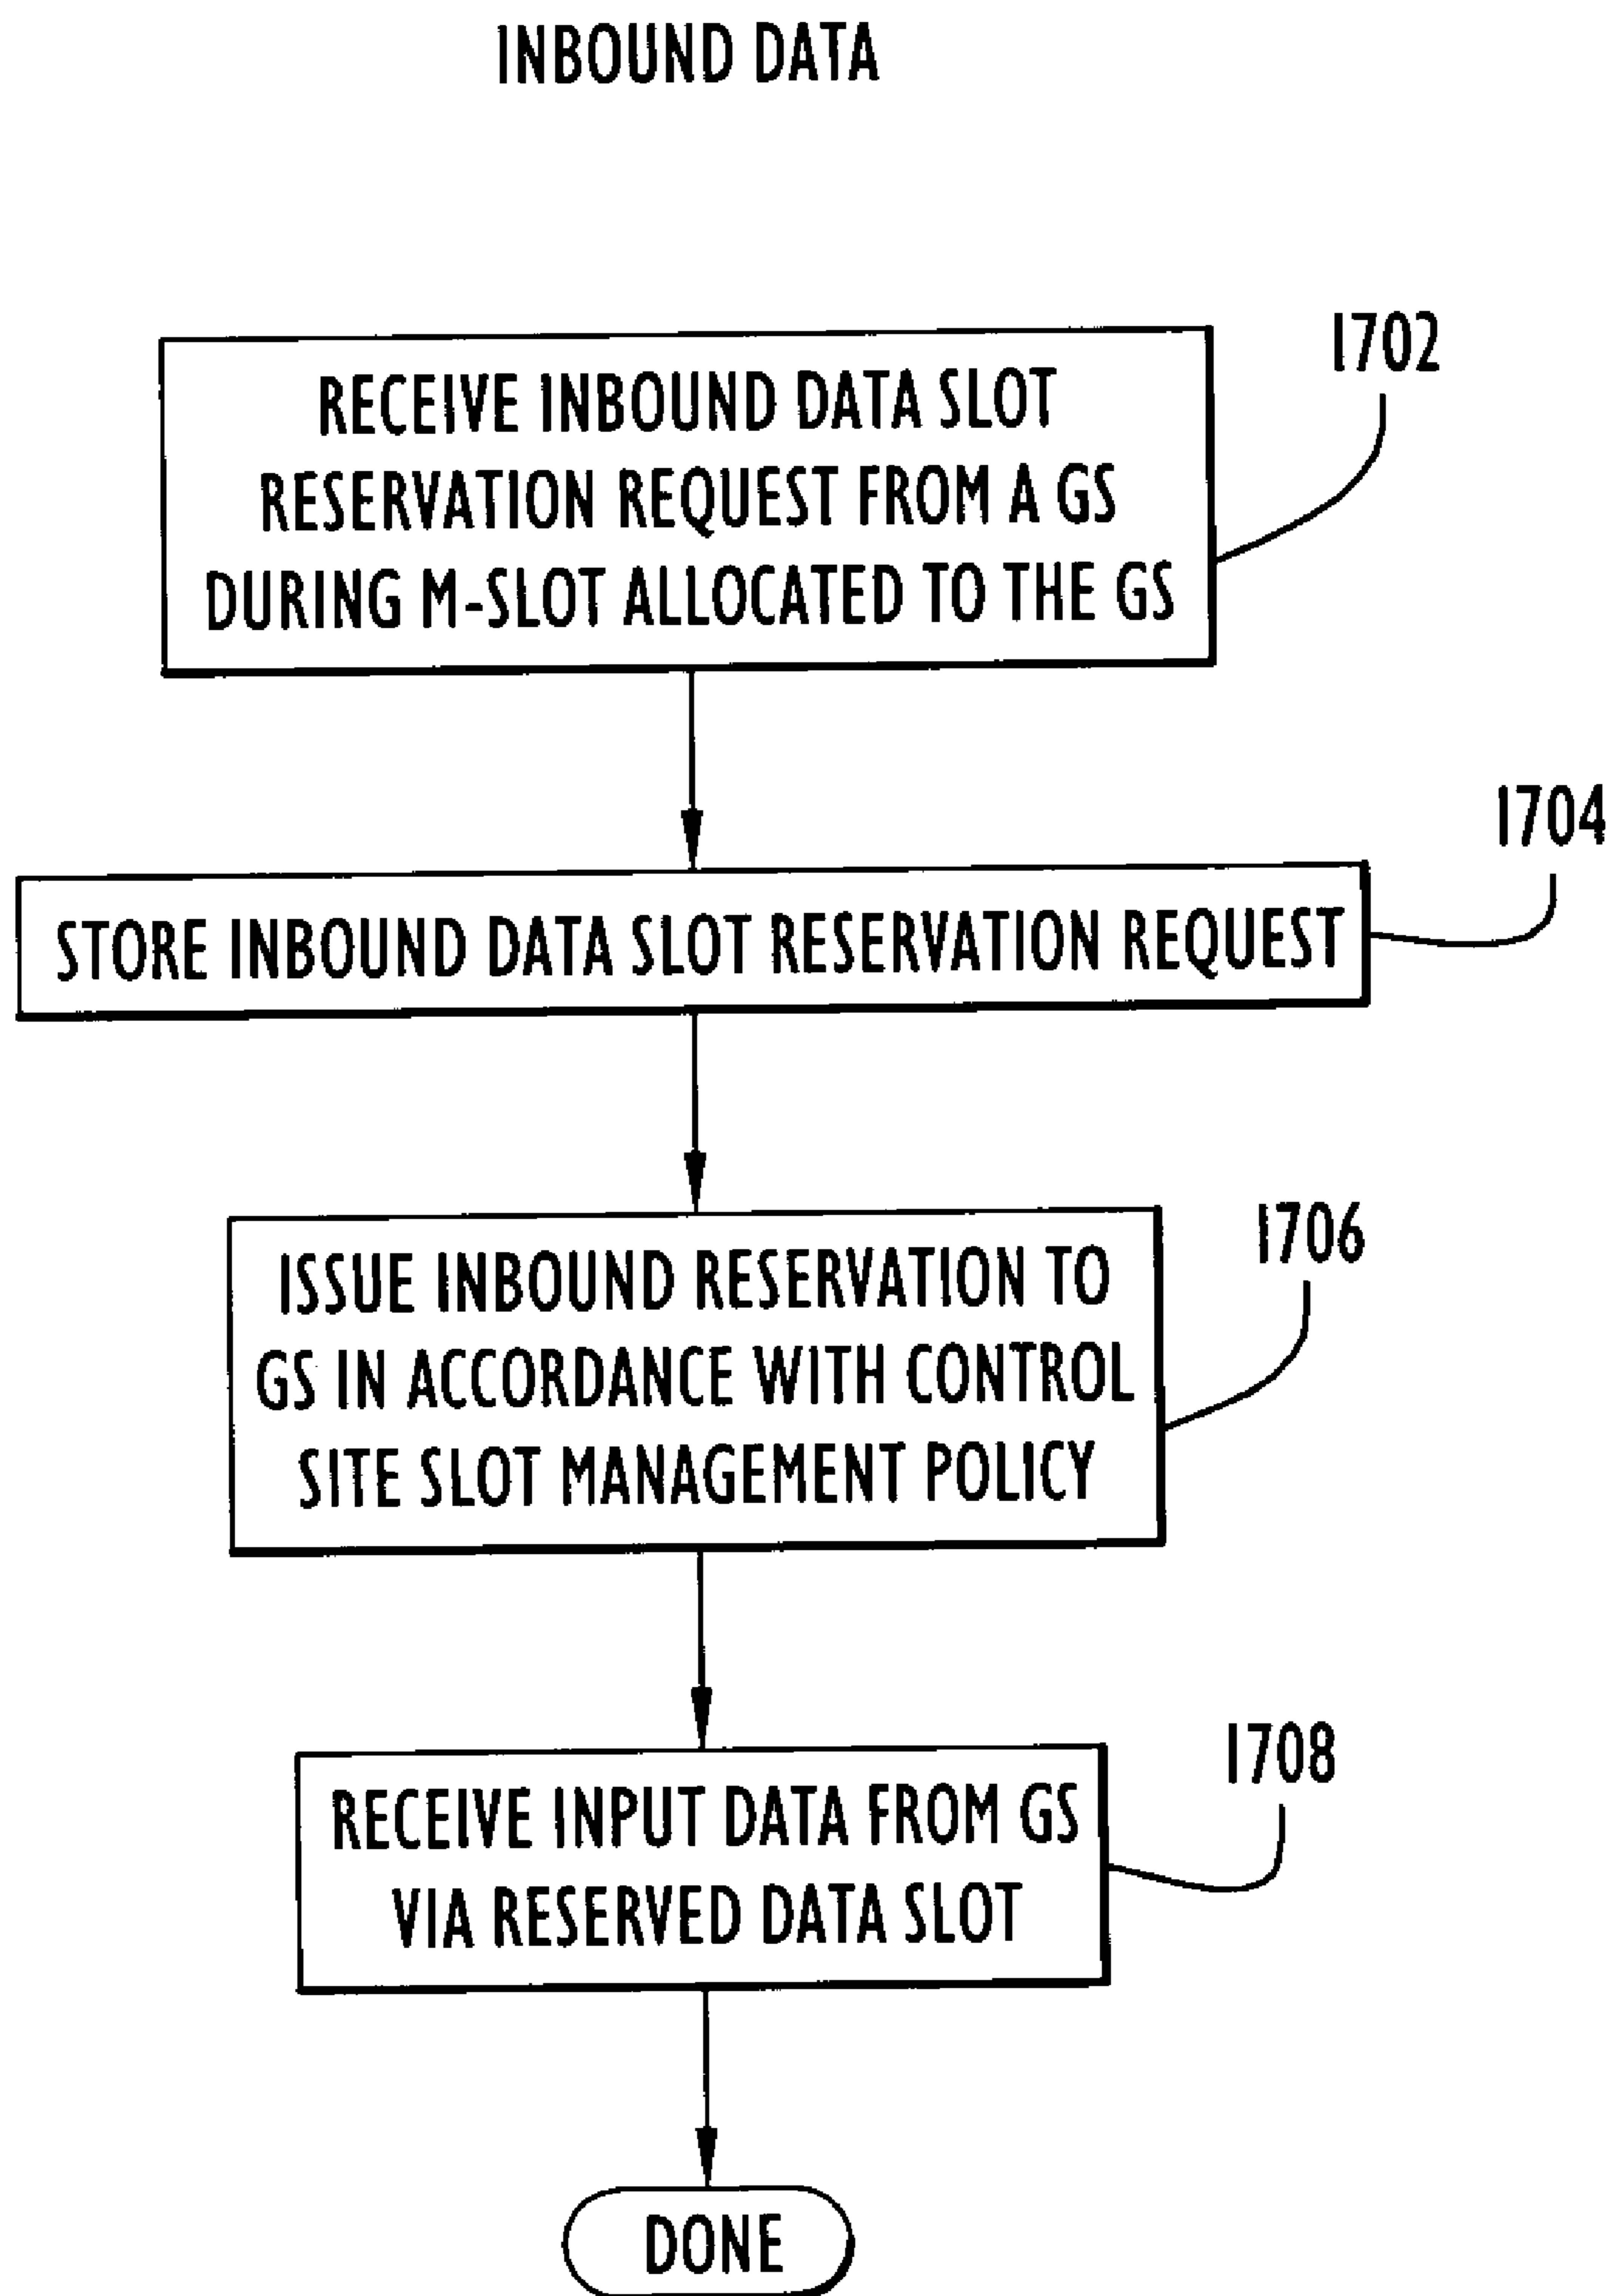 INBOUND DATA
1702
RECEIVE INBOUND DATA SLOT
RESERVATION REQUEST FROM A GS
DURING M-SLOT ALLOCATED TO THE GS
1704
STORE INBOUND DATA SLOT RESERVATION REQUEST
1706
ISSUE INBOUND RESERVATION TO
GS IN ACCORDANCE WITH CONTROL
SITE SLOT MANAGEMENT POLICY
1708
RECEIVE INPUT DATA FROM GS
VIA RESERVED DATA SLOT
DONE